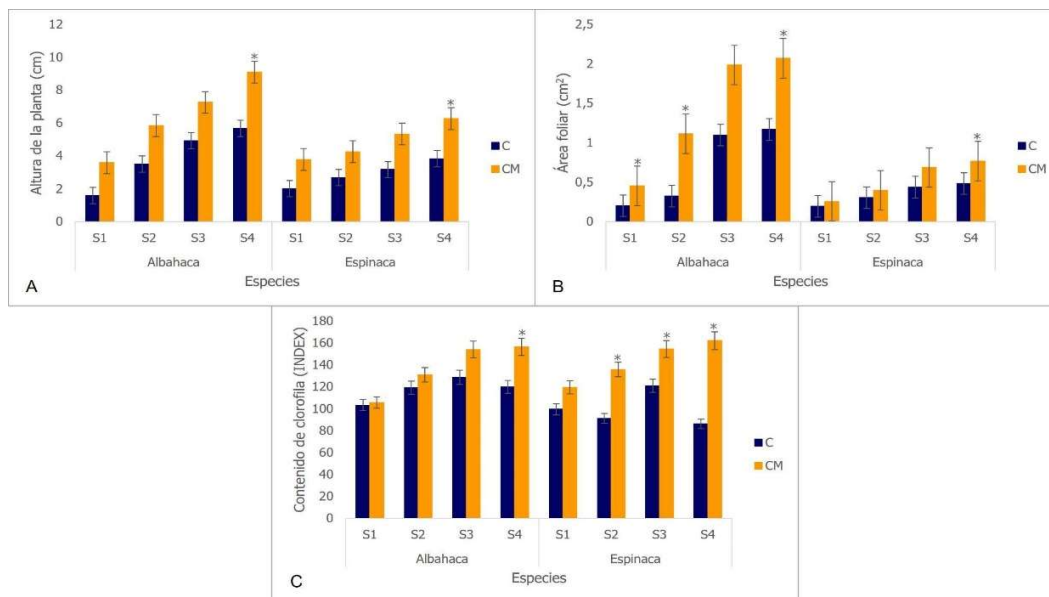 12
10
8
6
4
2
0
Altura de la planta (cm)
*
*
S1 S2 S3 S4 S1 S2 S3 S4
Albahaca Espinaca
Especies
C
CM
A
2,5
2
1,5
1
0,5
0
Área foliar (cm²)
*
*
*
*
S1 S2 S3 S4 S1 S2 S3 S4
Albahaca Espinaca
Especies
C
CM
B
180
160
140
120
100
80
60
40
20
0
Contenido de clorofila (INDEX)
*
*
*
*
S1 S2 S3 S4 S1 S2 S3 S4
Albahaca Espinaca
Especies
C
CM
C